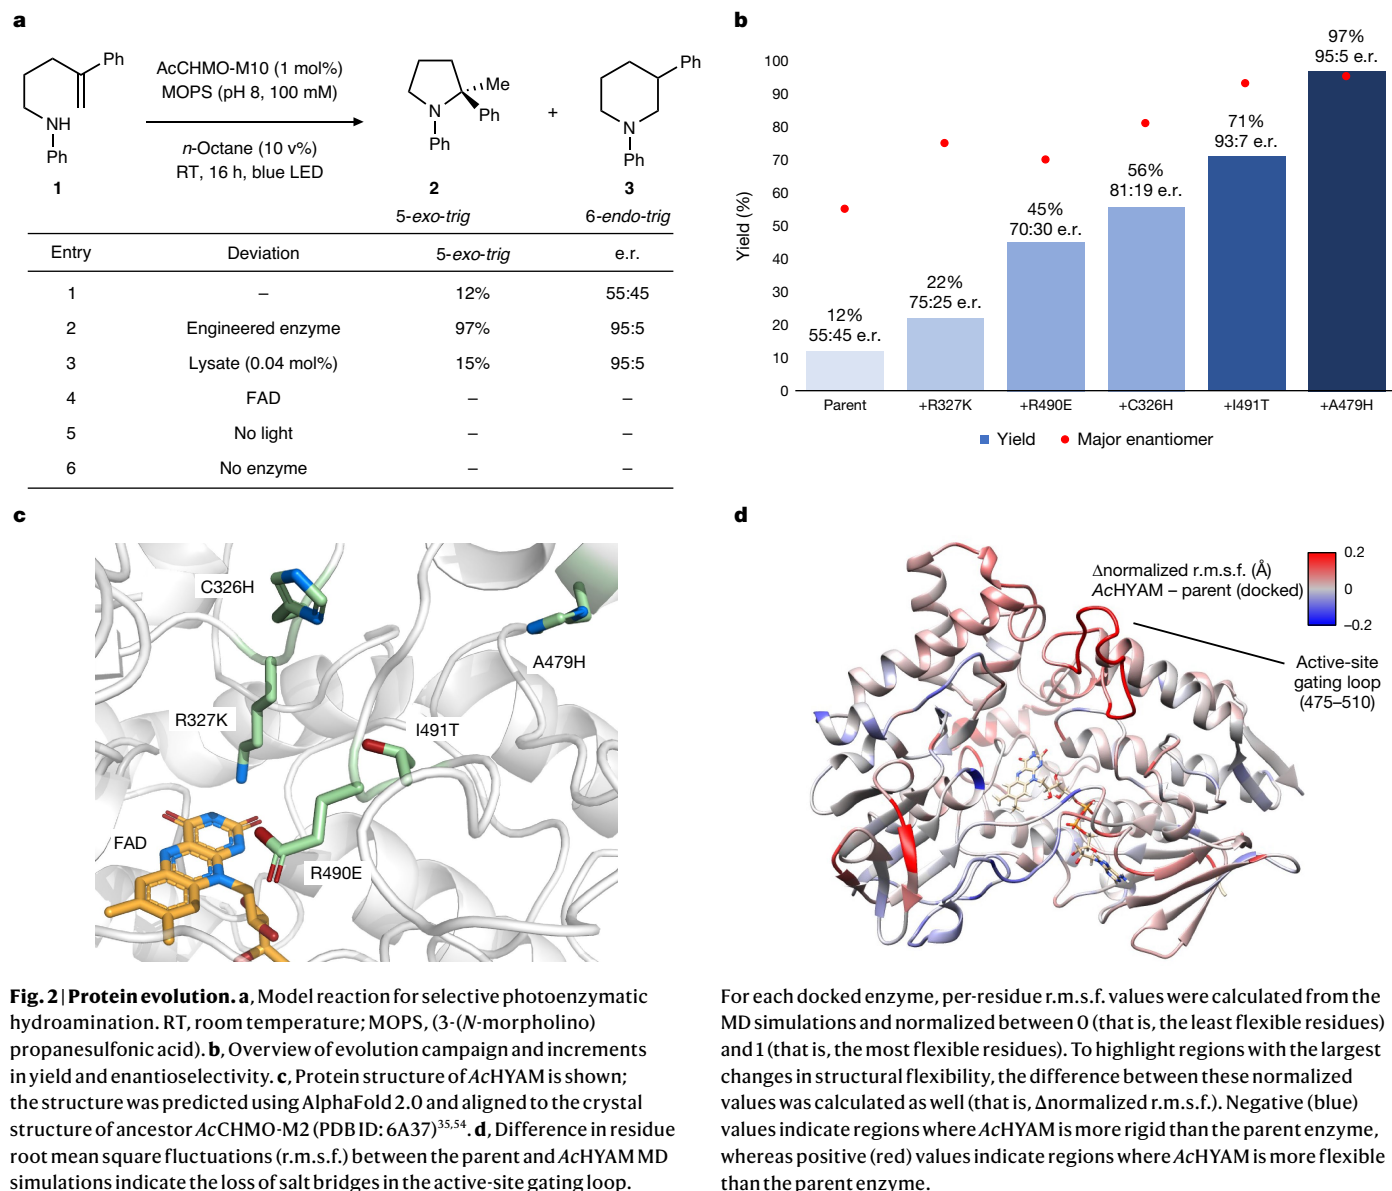 a
Ph
NH
Ph
1
AcCHMO-M10 (1 mol%)
MOPS (pH 8, 100 mM)
n-Octane (10 v%)
RT, 16 h, blue LED
N
Me
Ph
Ph
2
5-exo-trig
+
Ph
N
Ph
3
6-endo-trig
Entry Deviation 5-exo-trig e.r.
1 – 12% 55:45
2 Engineered enzyme 97% 95:5
3 Lysate (0.04 mol%) 15% 95:5
4 FAD – –
5 No light – –
6 No enzyme – –
b
Yield (%)
100
90
80
70
60
50
40
30
20
10
0
12%
55:45 e.r.
22%
75:25 e.r.
45%
70:30 e.r.
56%
81:19 e.r.
71%
93:7 e.r.
97%
95:5 e.r.
Parent +R327K +R490E +C326H +I491T +A479H
Yield Major enantiomer
c
C326H
A479H
R327K
I491T
FAD
R490E
d
Δnormalized r.m.s.f. (Å)
AcHYAM – parent (docked)
0.2
0
–0.2
Active-site
gating loop
(475–510)
Fig. 2 | Protein evolution. a, Model reaction for selective photoenzymatic
hydroamination. RT, room temperature; MOPS, (3-(N-morpholino)
propanesulfonic acid). b, Overview of evolution campaign and increments
in yield and enantioselectivity. c, Protein structure of AcHYAM is shown;
the structure was predicted using AlphaFold 2.0 and aligned to the crystal
structure of ancestor AcCHMO-M2 (PDB ID: 6A37)35,54. d, Difference in residue
root mean square fluctuations (r.m.s.f.) between the parent and AcHYAM MD
simulations indicate the loss of salt bridges in the active-site gating loop.
For each docked enzyme, per-residue r.m.s.f. values were calculated from the
MD simulations and normalized between 0 (that is, the least flexible residues)
and 1 (that is, the most flexible residues). To highlight regions with the largest
changes in structural flexibility, the difference between these normalized
values was calculated as well (that is, Δnormalized r.m.s.f.). Negative (blue)
values indicate regions where AcHYAM is more rigid than the parent enzyme,
whereas positive (red) values indicate regions where AcHYAM is more flexible
than the parent enzyme.